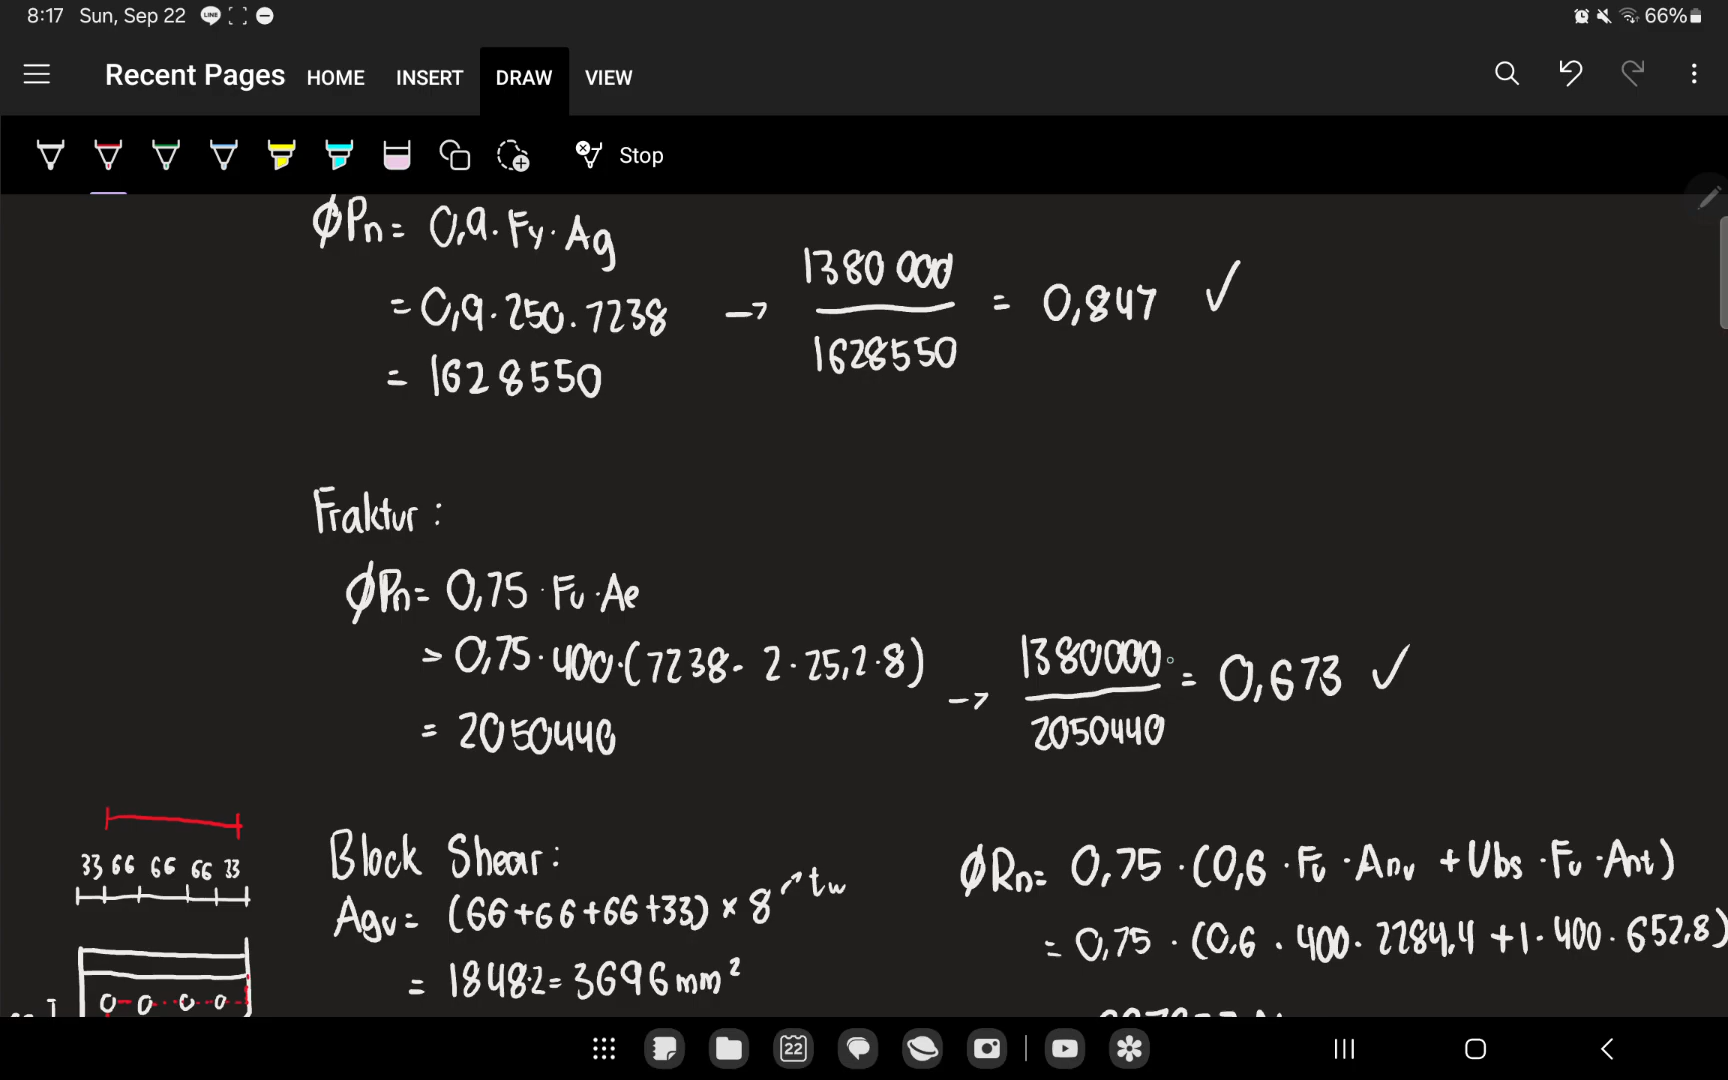 8:17 Sun, Sep 22
66%
Recent Pages HOME INSERT DRAW VIEW
Stop
ϕPn = 0,9 . Fy . Ag
= 0,9 . 250 . 7238 → 1380 000 / 1628550 = 0,847 ✓
= 1628550
Fraktur :
ϕPn = 0,75 . Fu . Ae
= 0,75 . 400 . (7238 - 2 . 25,2 . 8)
= 2050440 → 1380000 / 2050440 = 0,673 ✓
33 66 66 66 33
Block Shear :
Agv = (66+66+66+33) × 8 → tw
= 1848.2 = 3696 mm²
ϕRn = 0,75 . (0,6 . Fu . Anv + Ubs . Fu . Ant)
= 0,75 . (0.6 . 400 . 2284.4 + 1 . 400 . 652.8)
22